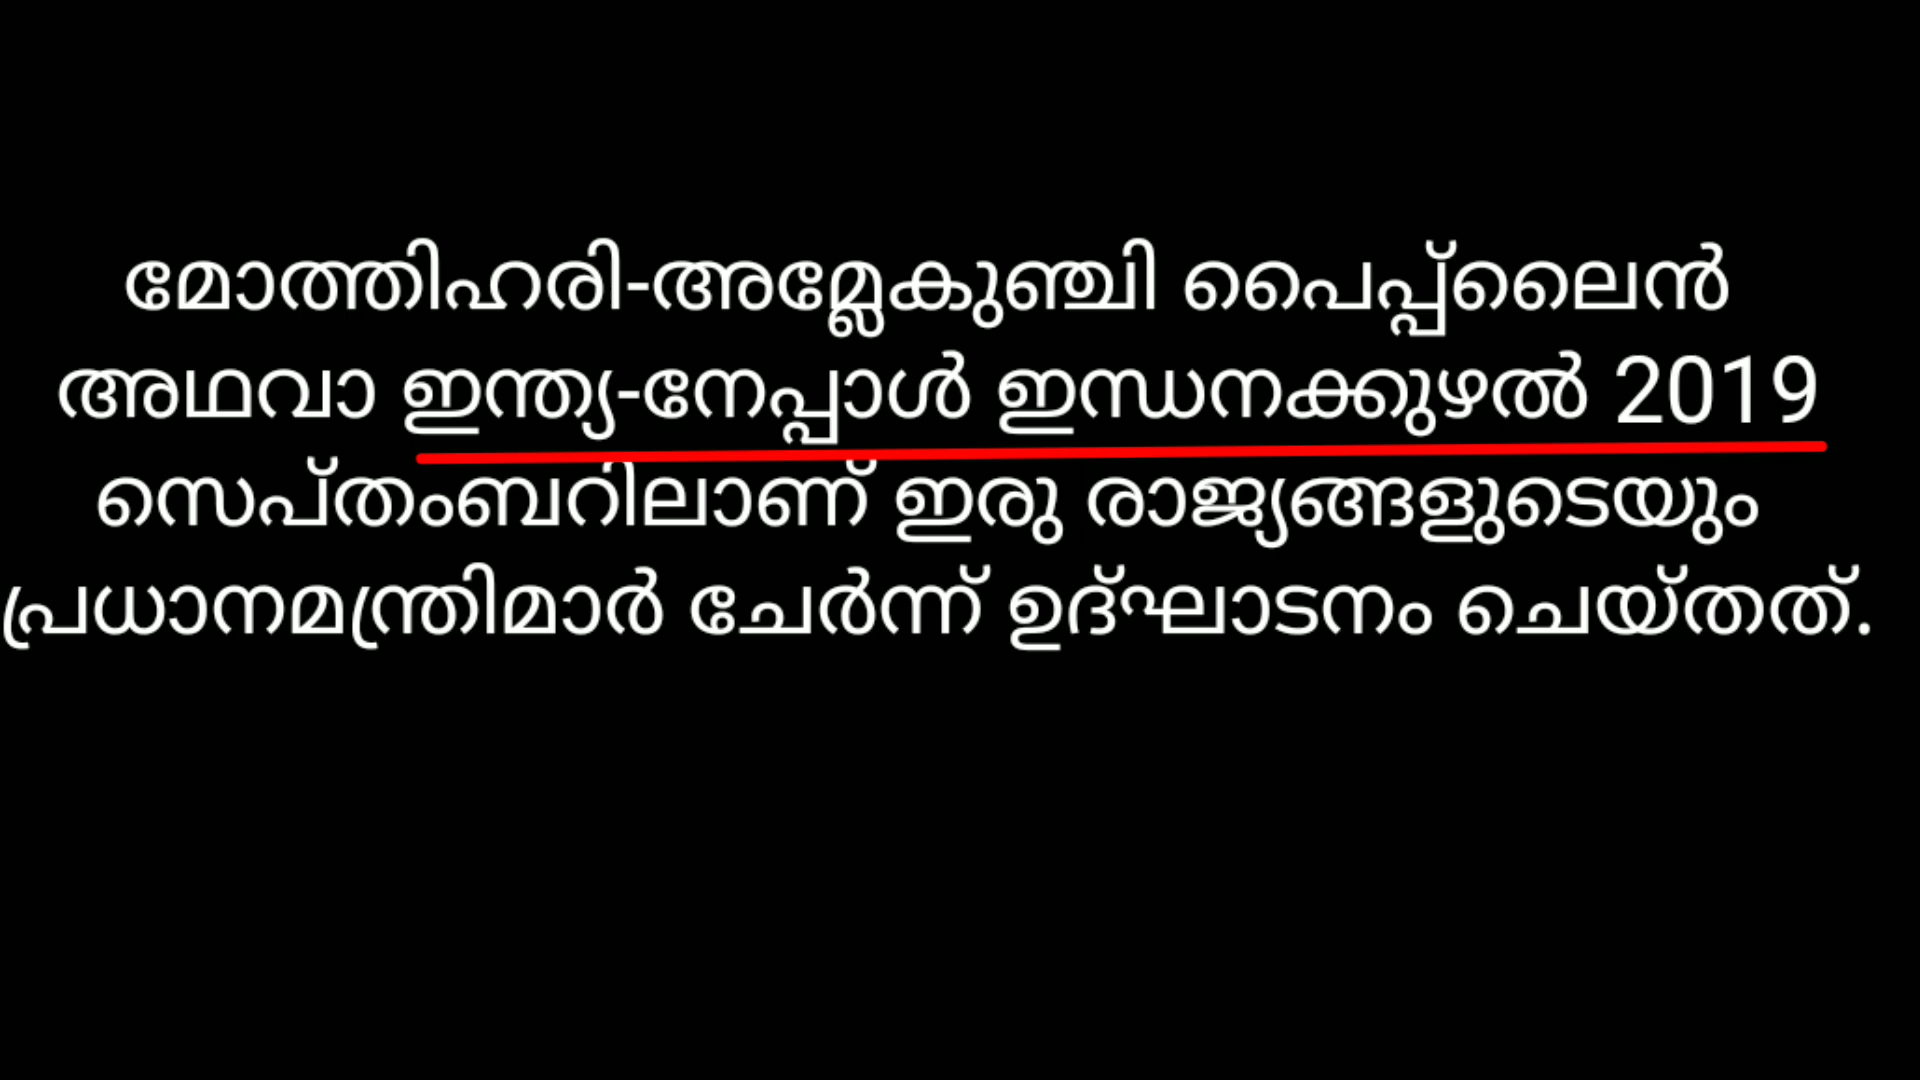 മോത്തിഹരി-അമ്ലേകുഞ്ചി പൈപ്പ്ലൈൻ
അഥവാ ഇന്ത്യ-നേപ്പാൾ ഇന്ധനക്കുഴൽ 2019
സെപ്തംബറിലാണ് ഇരു രാജ്യങ്ങളുടെയും
പ്രധാനമന്ത്രിമാർ ചേർന്ന് ഉദ്ഘാടനം ചെയ്തത്.